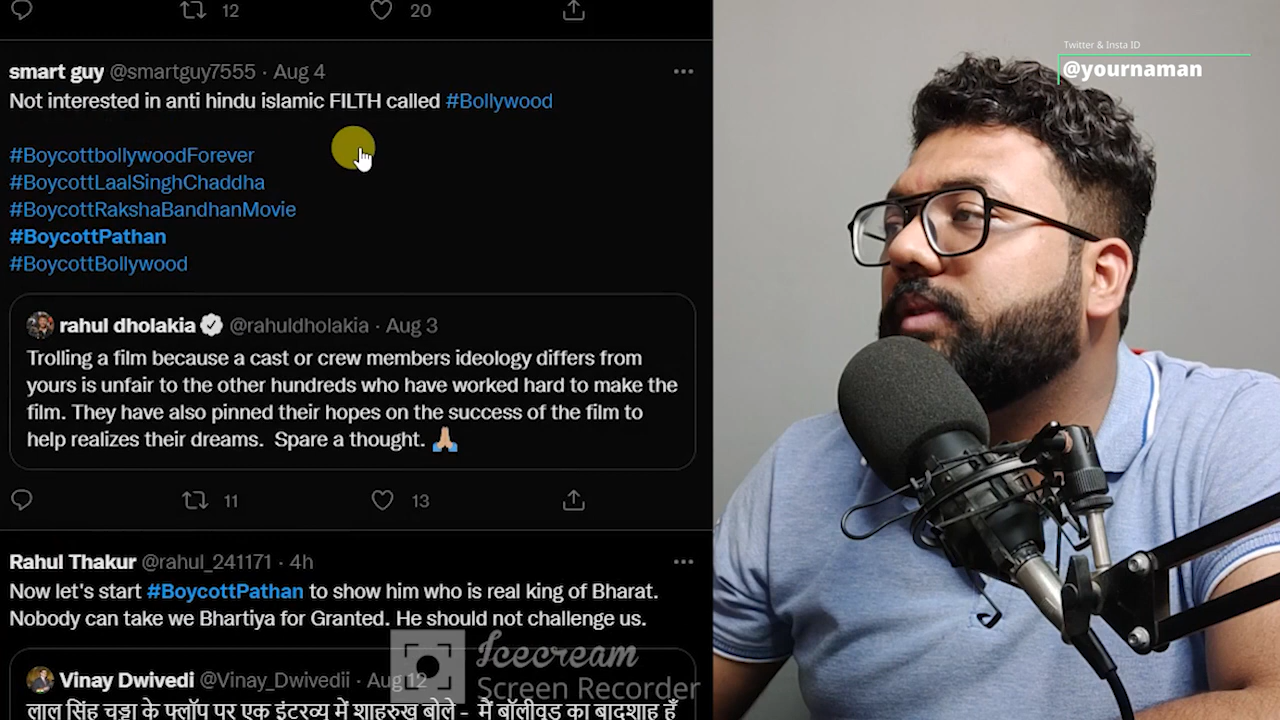 12
20
smart guy @smartguy7555 · Aug 4
Not interested in anti hindu islamic FILTH called #Bollywood
#BoycottbollywoodForever
#BoycottLaalSinghChaddha
#BoycottRakshaBandhanMovie
#BoycottPathan
#BoycottBollywood
rahul dholakia @rahuldholakia · Aug 3
Trolling a film because a cast or crew members ideology differs from
yours is unfair to the other hundreds who have worked hard to make the
film. They have also pinned their hopes on the success of the film to
help realizes their dreams. Spare a thought. 🙏🏼
11
13
Rahul Thakur @rahul_241171 · 4h
Now let's start #BoycottPathan to show him who is real king of Bharat.
Nobody can take we Bhartiya for Granted. He should not challenge us.
Vinay Dwivedi @Vinay_Dwivedii · Aug 12
लाल सिंह चड्ढा के फ्लॉप पर एक इंटरव्य में शाहरुख बोले - मैं बॉलीवुड का बादशाह हूँ
Icecream
Screen Recorder
Twitter & Insta ID
@yournaman